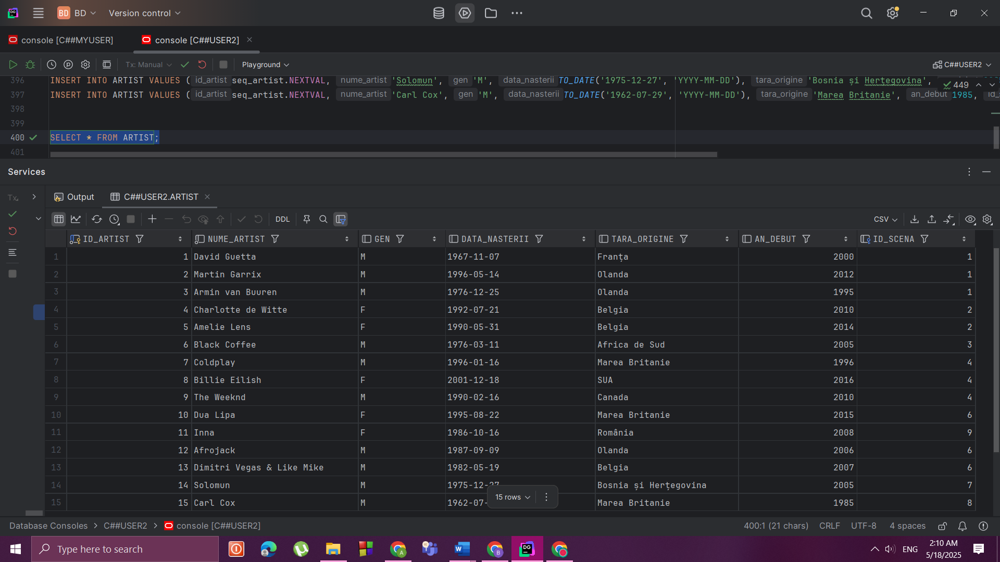 BD BD Version control
console [C##MYUSER] console [C##USER2]
Tx: Manual Playground C##USER2
396 INSERT INTO ARTIST VALUES ( id_artist seq_artist.NEXTVAL, nume_artist 'Solomun', gen 'M', data_nasterii TO_DATE('1975-12-27', 'YYYY-MM-DD'), tara_origine 'Bosnia și Herțegovina',
449
397 INSERT INTO ARTIST VALUES ( id_artist seq_artist.NEXTVAL, nume_artist 'Carl Cox', gen 'M', data_nasterii TO_DATE('1962-07-29', 'YYYY-MM-DD'), tara_origine 'Marea Britanie', an_debut 1985,
398
399
400 SELECT * FROM ARTIST;
401
Services
Tx Output C##USER2.ARTIST
DDL CSV
ID_ARTIST NUME_ARTIST GEN DATA_NASTERII TARA_ORIGINE AN_DEBUT ID_SCENA
1 1 David Guetta M 1967-11-07 Franța 2000 1
2 2 Martin Garrix M 1996-05-14 Olanda 2012 1
3 3 Armin van Buuren M 1976-12-25 Olanda 1995 1
4 4 Charlotte de Witte F 1992-07-21 Belgia 2010 2
5 5 Amelie Lens F 1990-05-31 Belgia 2014 2
6 6 Black Coffee M 1976-03-11 Africa de Sud 2005 3
7 7 Coldplay M 1996-01-16 Marea Britanie 1996 4
8 8 Billie Eilish F 2001-12-18 SUA 2016 4
9 9 The Weeknd M 1990-02-16 Canada 2010 4
10 10 Dua Lipa F 1995-08-22 Marea Britanie 2015 6
11 11 Inna F 1986-10-16 România 2008 9
12 12 Afrojack M 1987-09-09 Olanda 2006 6
13 13 Dimitri Vegas & Like Mike M 1982-05-19 Belgia 2007 6
14 14 Solomun M 1975-12-27 Bosnia și Herțegovina 2005 7
15 15 Carl Cox M 1962-07- Marea Britanie 1985 8
15 rows
Database Consoles > C##USER2 > console [C##USER2] 400:1 (21 chars) CRLF UTF-8 4 spaces
Type here to search
ENG
2:10 AM
5/18/2025